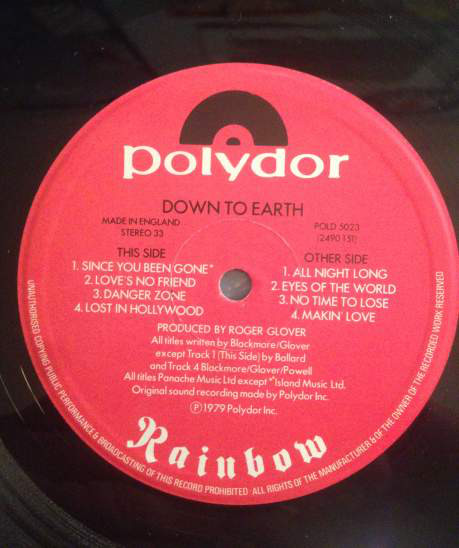 polydor
DOWN TO EARTH
MADE IN ENGLAND
STEREO 33
POLD 5023
(2490 151)
THIS SIDE
1. SINCE YOU BEEN GONE*
2. LOVE'S NO FRIEND
3. DANGER ZONE
4. LOST IN HOLLYWOOD
OTHER SIDE
1. ALL NIGHT LONG
2. EYES OF THE WORLD
3. NO TIME TO LOSE
4. MAKIN' LOVE
PRODUCED BY ROGER GLOVER
All titles written by Blackmore/Glover
except Track 1 (This Side) by Ballard
and Track 4 Blackmore/Glover/Powell
All titles Panache Music Ltd except *Island Music Ltd.
Original sound recording made by Polydor Inc.
Ⓟ 1979 Polydor Inc.
Rainbow
UNAUTHORISED COPYING PUBLIC PERFORMANCE & BROADCASTING OF THIS RECORD PROHIBITED · ALL RIGHTS OF THE MANUFACTURER & OF THE OWNER OF THE RECORDED WORK RESERVED